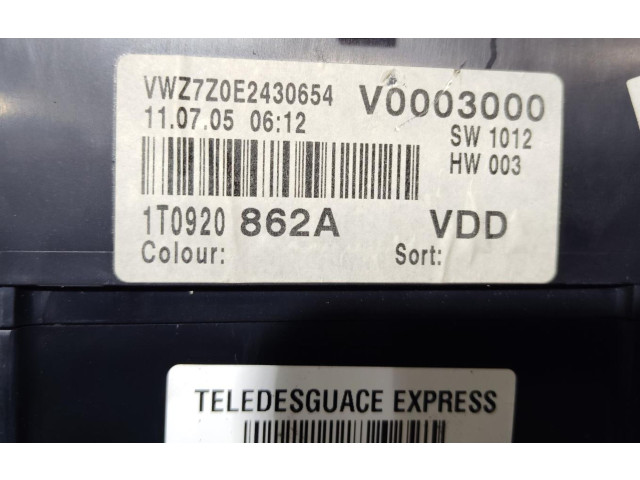 VWZ7Z0E2430654 V0003000
11.07.05 06:12 SW 1012
HW 003
1T0920 862A VDD
Colour: Sort:
TELEDESGUACE EXPRESS